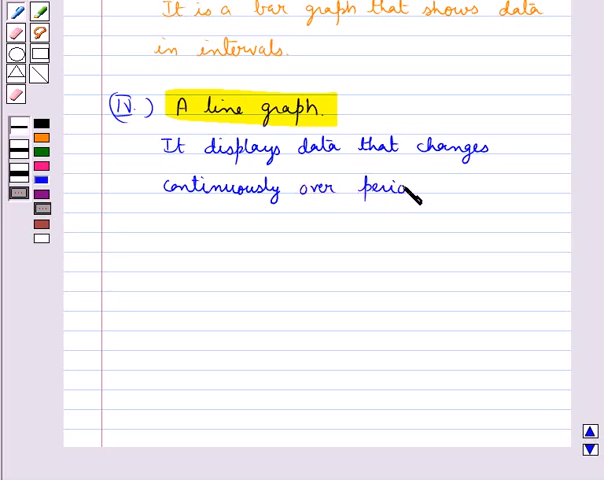 It is a bar graph that shows data
in intervals.
(IV.) A line graph.
It displays data that changes
continuously over perio